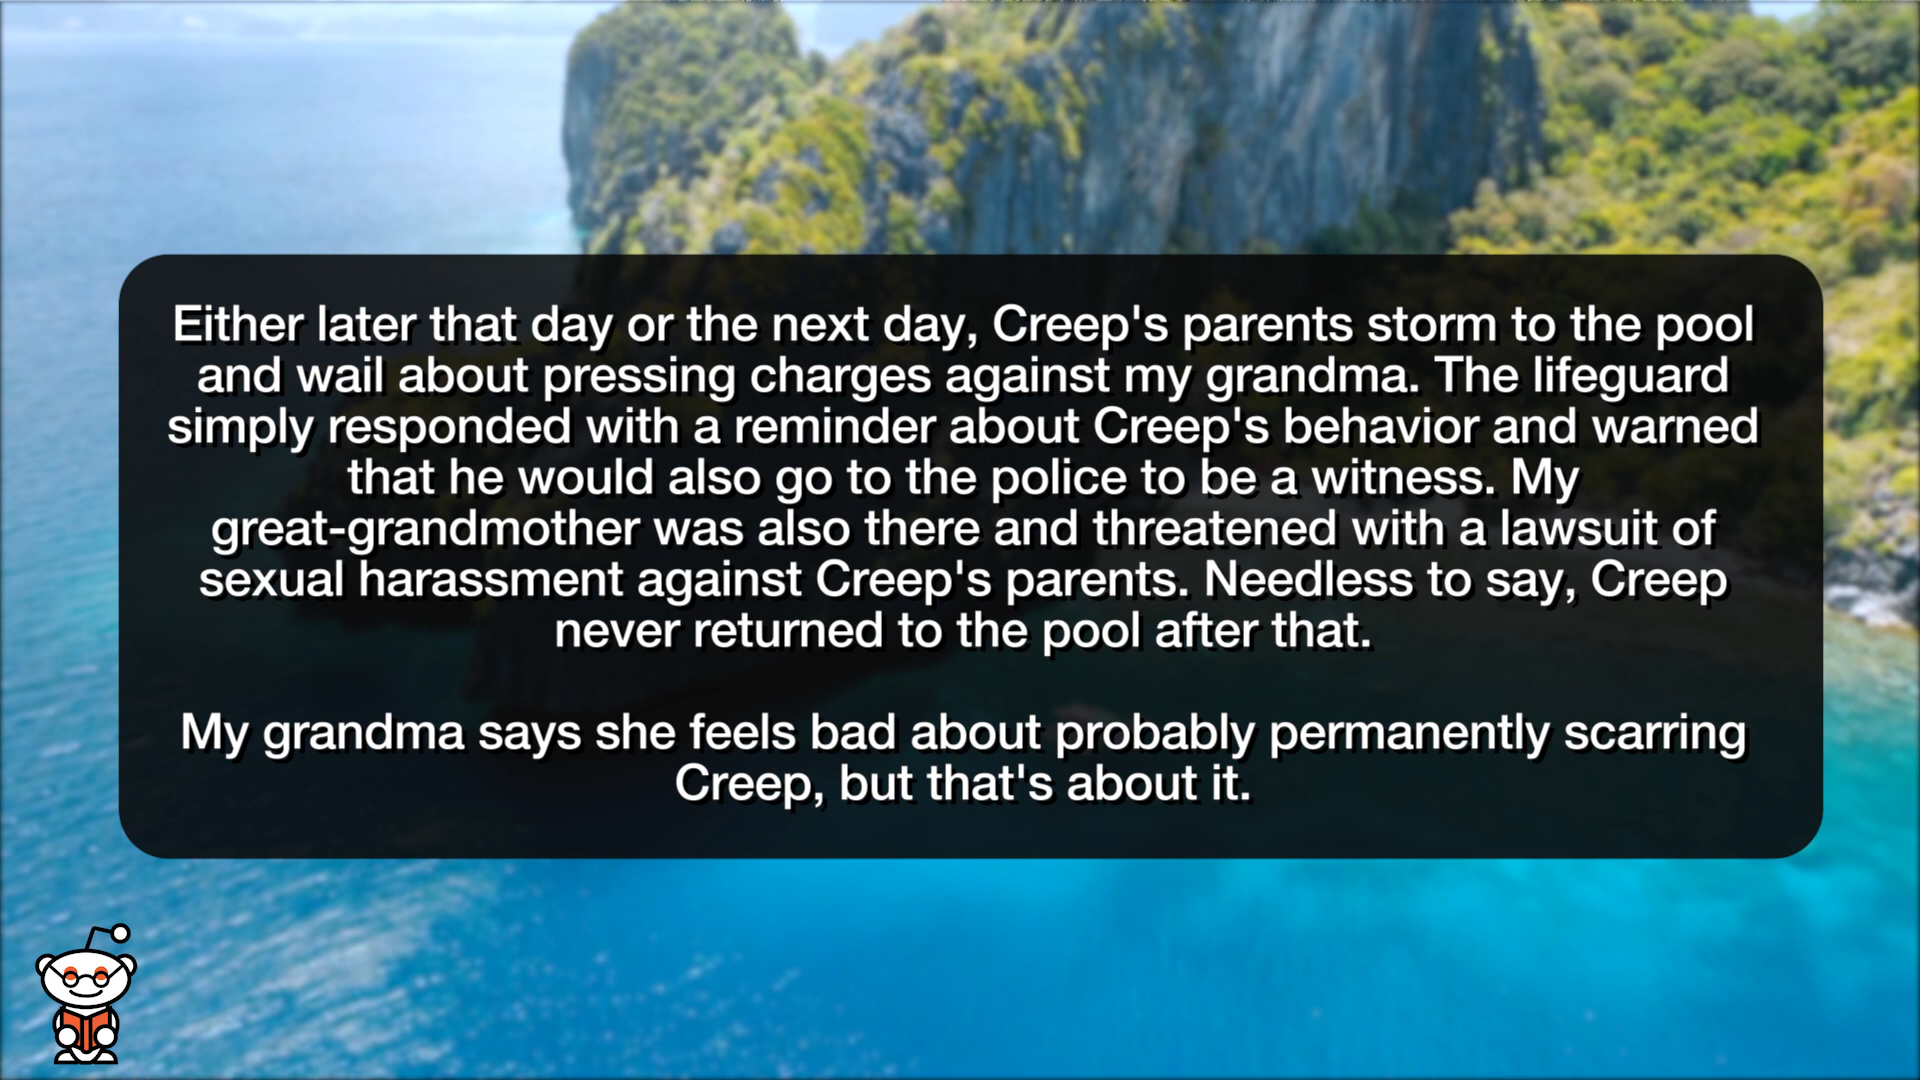 Either later that day or the next day, Creep's parents storm to the pool
and wail about pressing charges against my grandma. The lifeguard
simply responded with a reminder about Creep's behavior and warned
that he would also go to the police to be a witness. My
great-grandmother was also there and threatened with a lawsuit of
sexual harassment against Creep's parents. Needless to say, Creep
never returned to the pool after that.
My grandma says she feels bad about probably permanently scarring
Creep, but that's about it.